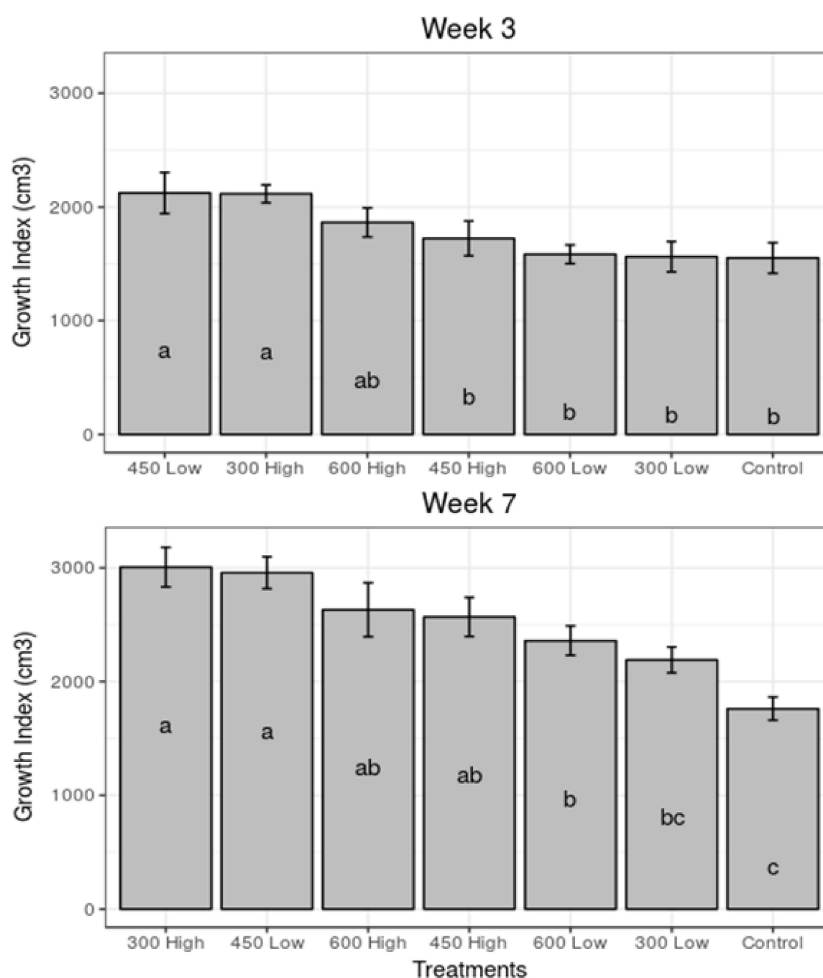 Week 3
Growth Index (cm3)
3000
2000
1000
0
a a ab b b b b
450 Low 300 High 600 High 450 High 600 Low 300 Low Control
Week 7
Growth Index (cm3)
3000
2000
1000
0
a a ab ab b bc c
300 High 450 Low 600 High 450 High 600 Low 300 Low Control
Treatments